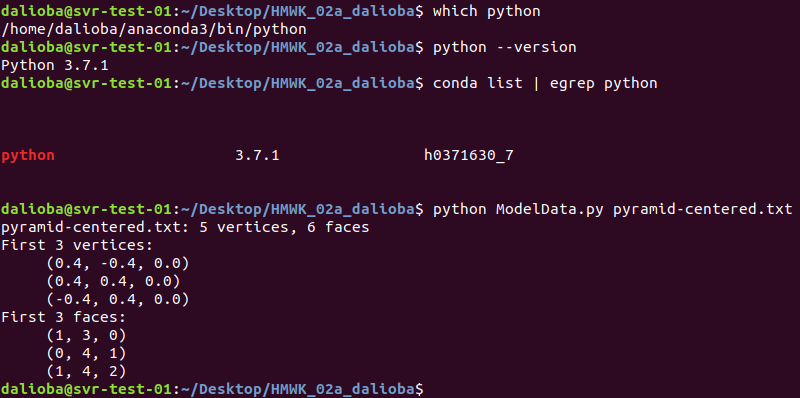 dalioba@svr-test-01:~/Desktop/HMWK_02a_dalioba$ which python
/home/dalioba/anaconda3/bin/python
dalioba@svr-test-01:~/Desktop/HMWK_02a_dalioba$ python --version
Python 3.7.1
dalioba@svr-test-01:~/Desktop/HMWK_02a_dalioba$ conda list | egrep python
python                    3.7.1                h0371630_7
dalioba@svr-test-01:~/Desktop/HMWK_02a_dalioba$ python ModelData.py pyramid-centered.txt
pyramid-centered.txt: 5 vertices, 6 faces
First 3 vertices:
     (0.4, -0.4, 0.0)
     (0.4, 0.4, 0.0)
     (-0.4, 0.4, 0.0)
First 3 faces:
     (1, 3, 0)
     (0, 4, 1)
     (1, 4, 2)
dalioba@svr-test-01:~/Desktop/HMWK_02a_dalioba$